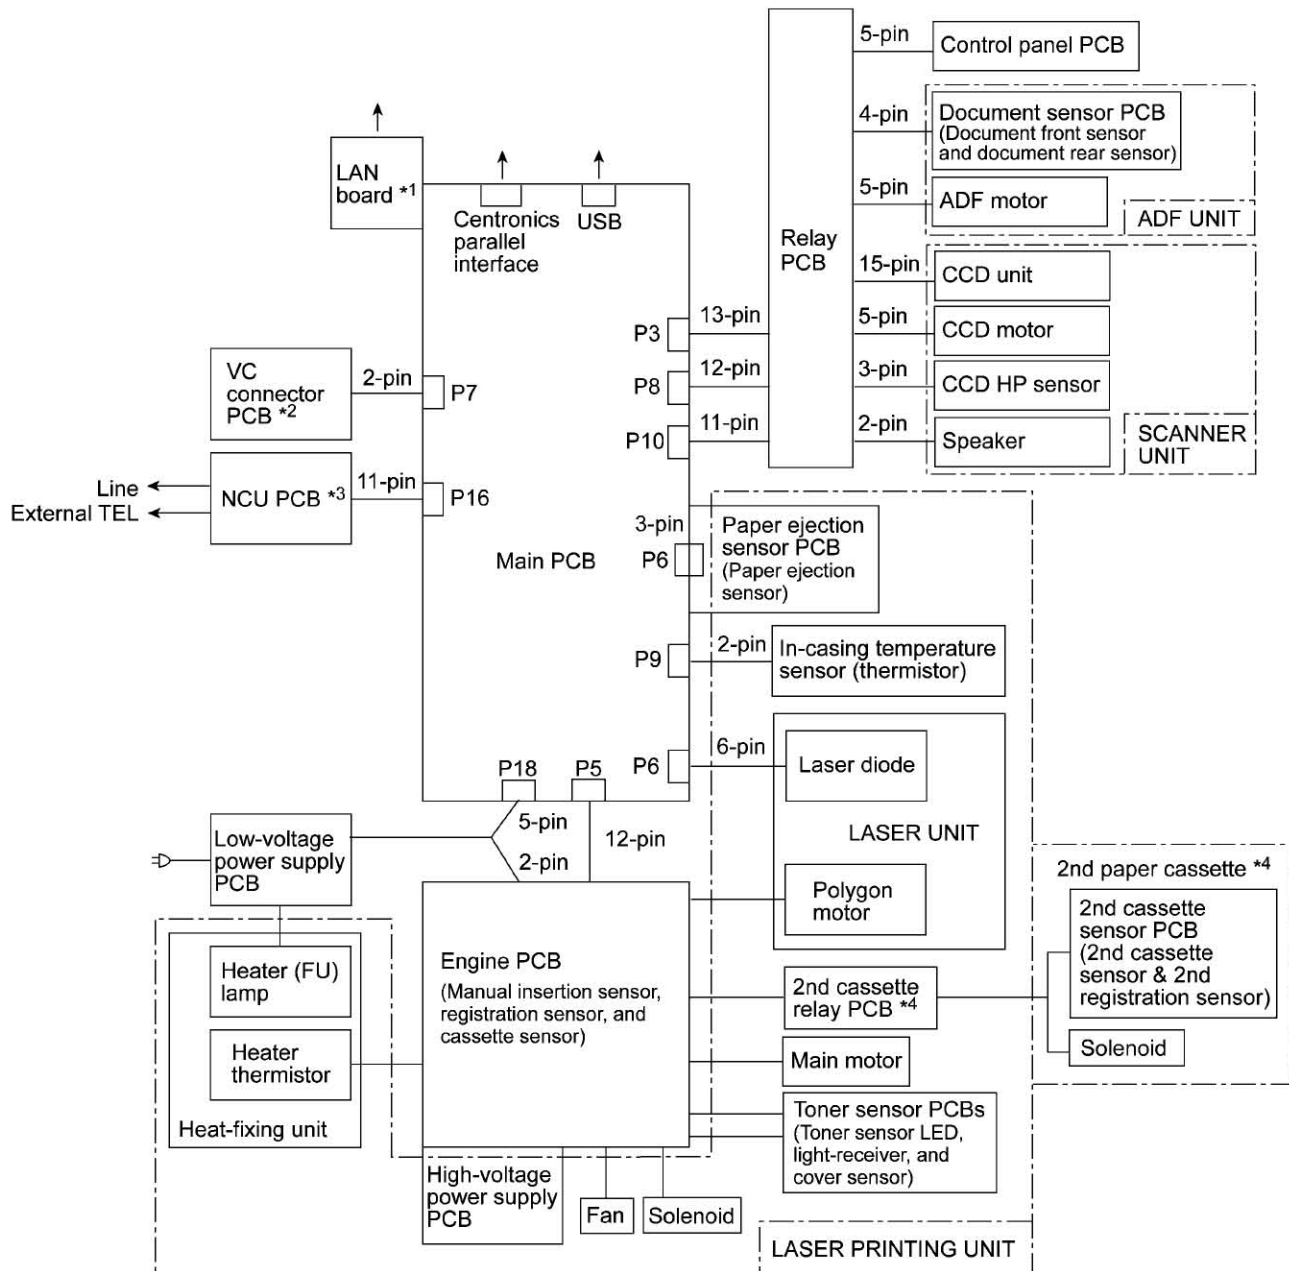 5-pin
Control panel PCB
4-pin
Document sensor PCB
(Document front sensor
and document rear sensor)
5-pin
ADF motor
ADF UNIT
LAN
board *1
Centronics
parallel
interface
USB
Relay
PCB
15-pin
CCD unit
5-pin
CCD motor
3-pin
CCD HP sensor
2-pin
Speaker
SCANNER
UNIT
P3
13-pin
P8
12-pin
P10
11-pin
VC
connector
PCB *2
2-pin
P7
Line
External TEL
NCU PCB *3
11-pin
P16
Main PCB
3-pin
P6
Paper ejection
sensor PCB
(Paper ejection
sensor)
P9
2-pin
In-casing temperature
sensor (thermistor)
P6
6-pin
Laser diode
LASER UNIT
Polygon
motor
P18
P5
5-pin
2-pin
12-pin
Low-voltage
power supply
PCB
Heater (FU)
lamp
Heater
thermistor
Heat-fixing unit
Engine PCB
(Manual insertion sensor,
registration sensor, and
cassette sensor)
2nd cassette
relay PCB *4
2nd paper cassette *4
2nd cassette
sensor PCB
(2nd cassette
sensor & 2nd
registration sensor)
Solenoid
Main motor
Toner sensor PCBs
(Toner sensor LED,
light-receiver, and
cover sensor)
High-voltage
power supply
PCB
Fan
Solenoid
LASER PRINTING UNIT